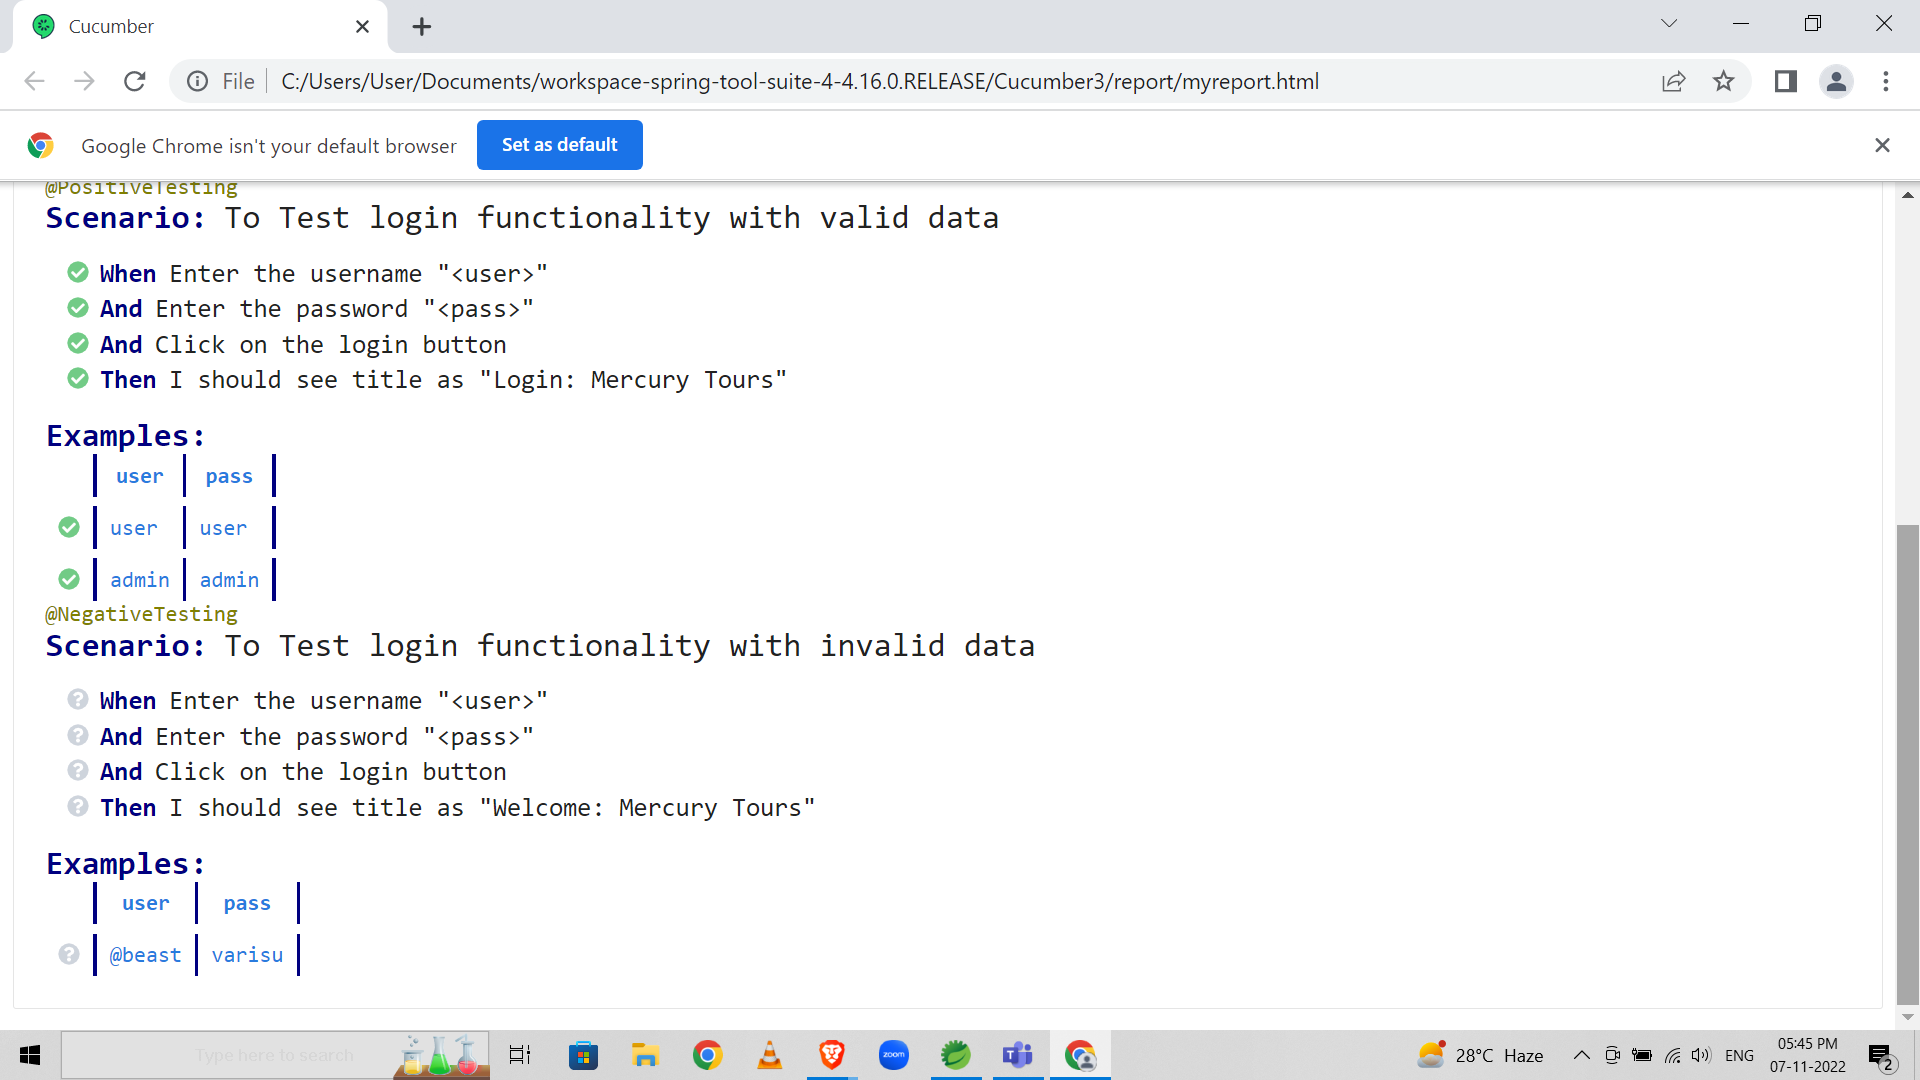 Cucumber
File
C:/Users/User/Documents/workspace-spring-tool-suite-4-4.16.0.RELEASE/Cucumber3/report/myreport.html
Google Chrome isn't your default browser
Set as default
@PositiveTesting
Scenario: To Test login functionality with valid data
When Enter the username "<user>"
And Enter the password "<pass>"
And Click on the login button
Then I should see title as "Login: Mercury Tours"
Examples:
user pass
user user
admin admin
@NegativeTesting
Scenario: To Test login functionality with invalid data
When Enter the username "<user>"
And Enter the password "<pass>"
And Click on the login button
Then I should see title as "Welcome: Mercury Tours"
Examples:
user pass
@beast varisu
Type here to search
zoom
28°C Haze
ENG
05:45 PM
07-11-2022
2